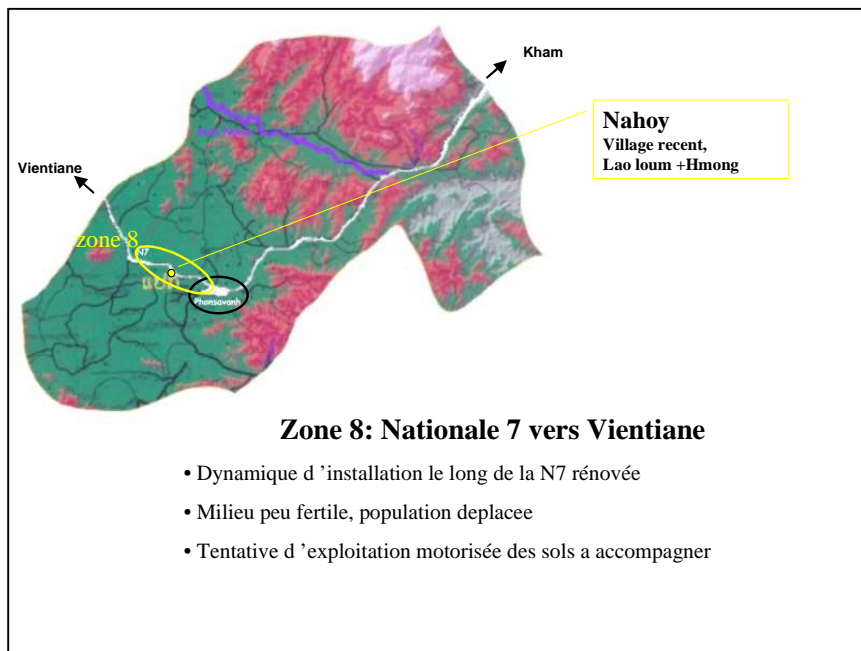 Kham
Nahoy
Village recent,
Lao loum +Hmong
Vientiane
zone 8
N7
Phonsavanh
Zone 8: Nationale 7 vers Vientiane
• Dynamique d ’installation le long de la N7 rénovée
• Milieu peu fertile, population deplacee
• Tentative d ’exploitation motorisée des sols a accompagner